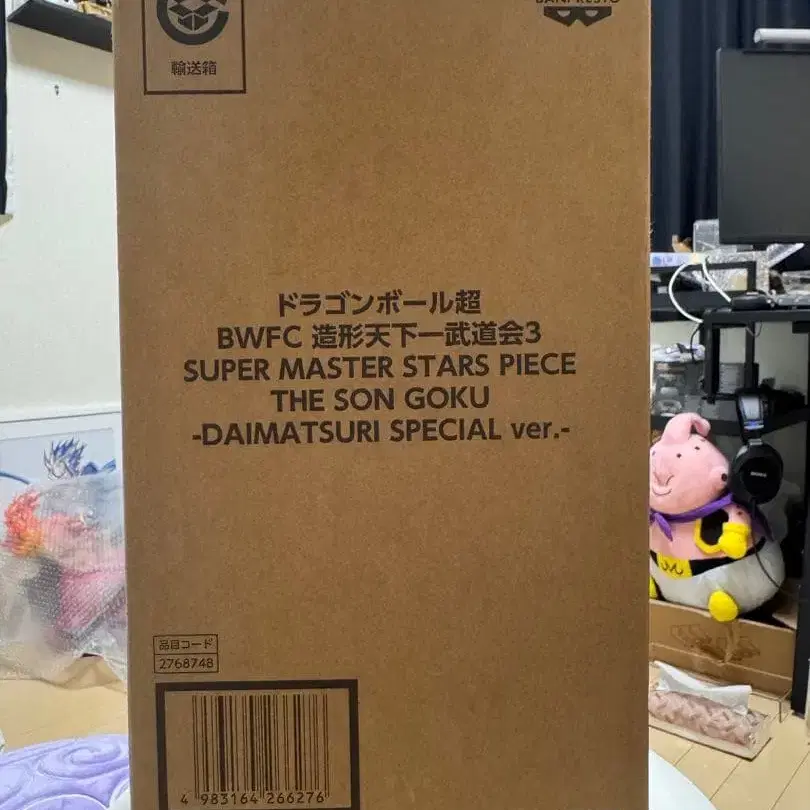 輸送箱
BANPRESTO
ドラゴンボール超
BWFC 造形天下一武道会3
SUPER MASTER STARS PIECE
THE SON GOKU
-DAIMATSURI SPECIAL ver.-
品目コード
2768748
4 983164 266276
SONY